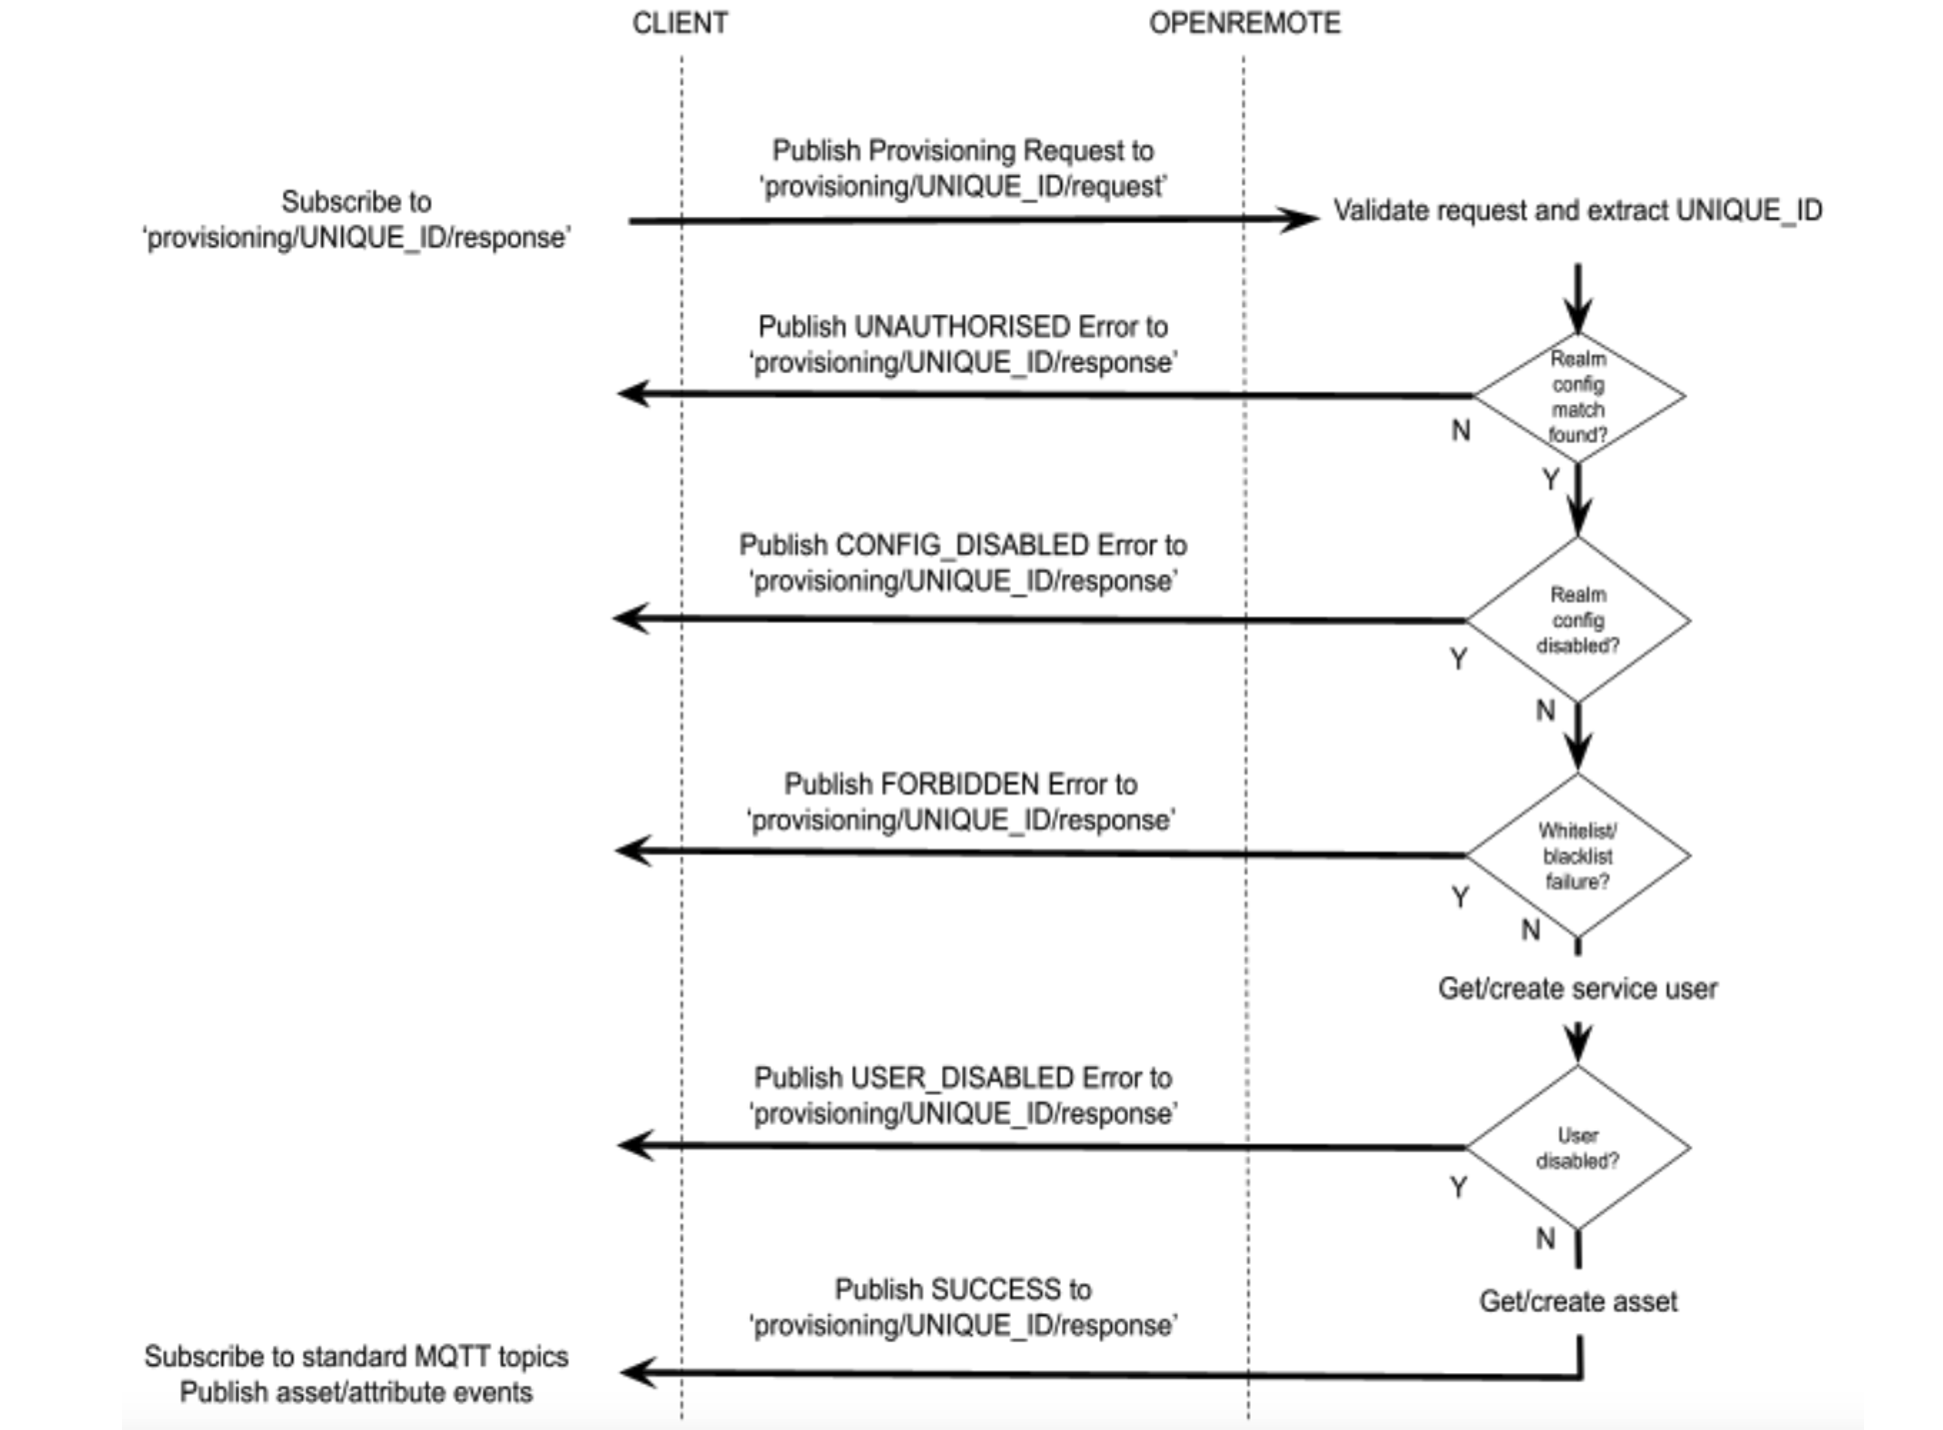 CLIENT
OPENREMOTE
Publish Provisioning Request to
‘provisioning/UNIQUE_ID/request’
Subscribe to
‘provisioning/UNIQUE_ID/response’
Validate request and extract UNIQUE_ID
Publish UNAUTHORISED Error to
‘provisioning/UNIQUE_ID/response’
Realm
config
match
found?
N
Y
Publish CONFIG_DISABLED Error to
‘provisioning/UNIQUE_ID/response’
Realm
config
disabled?
Y
N
Publish FORBIDDEN Error to
‘provisioning/UNIQUE_ID/response’
Whitelist/
blacklist
failure?
Y
N
Get/create service user
Publish USER_DISABLED Error to
‘provisioning/UNIQUE_ID/response’
User
disabled?
Y
N
Publish SUCCESS to
‘provisioning/UNIQUE_ID/response’
Get/create asset
Subscribe to standard MQTT topics
Publish asset/attribute events